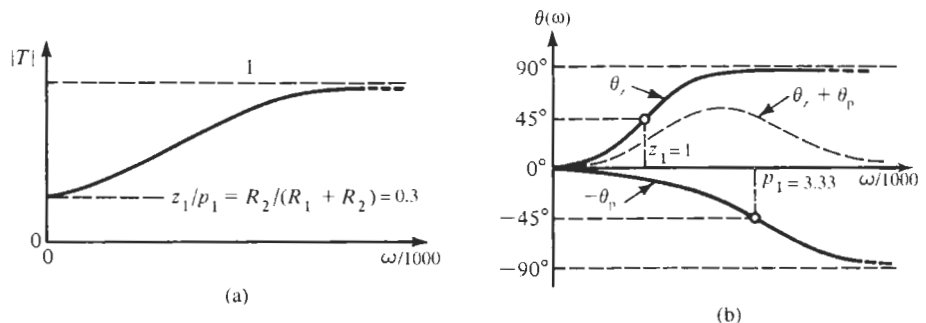 |T|
1
z₁/p₁ = R₂/(R₁ + R₂) = 0.3
0
0
ω/1000
(a)
θ(ω)
90°
θz
θz + θp
45°
z₁=1
0°
p₁ = 3.33
ω/1000
−θp
−45°
−90°
(b)